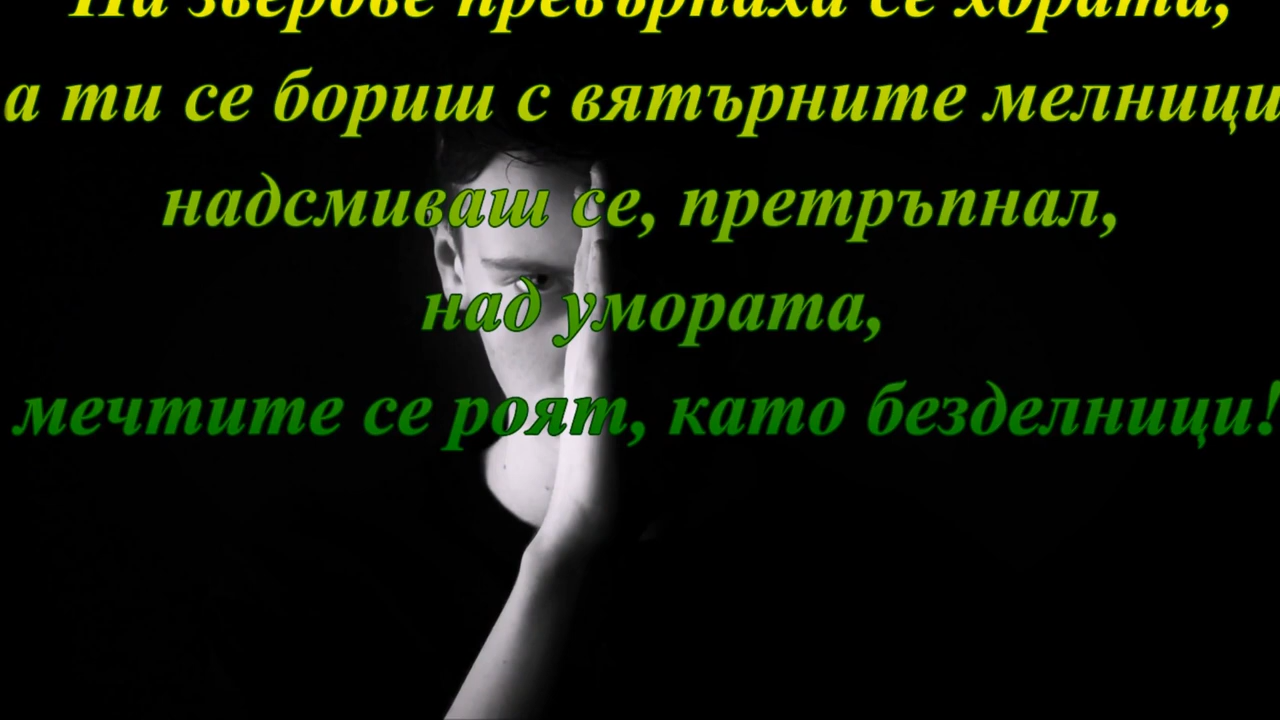 На зверове превърнаха се хората,
а ти се бориш с вятърните мелници
надсмиваш се, претръпнал,
над умората,
мечтите се роят, като безделници!